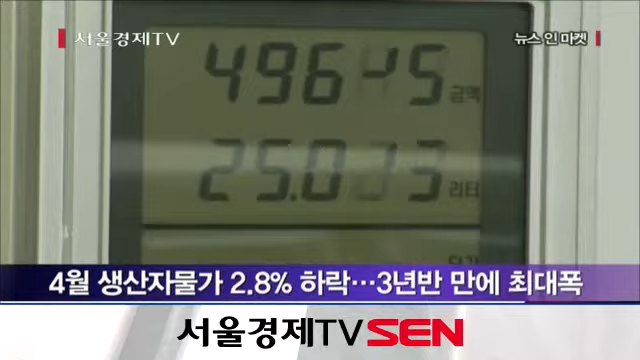 서울경제TV
뉴스 인 마켓
금액
25.013
리터
4월 생산자물가 2.8% 하락…3년반 만에 최대폭
서울경제TV SEN